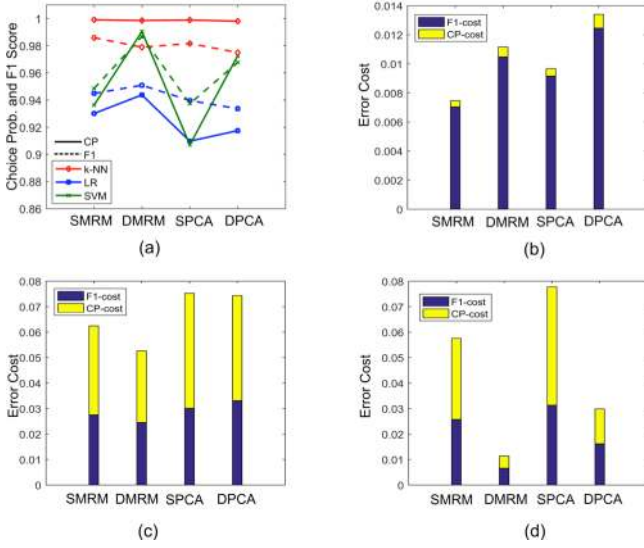 Choice Prob. and F1 Score
1
0.98
0.96
0.94
0.92
0.9
0.88
0.86
CP
F1
k-NN
LR
SVM
SMRM DMRM SPCA DPCA
(a)
Error Cost
0.014
0.012
0.01
0.008
0.006
0.004
0.002
0
F1-cost
CP-cost
SMRM DMRM SPCA DPCA
(b)
Error Cost
0.08
0.07
0.06
0.05
0.04
0.03
0.02
0.01
0
F1-cost
CP-cost
SMRM DMRM SPCA DPCA
(c)
Error Cost
0.08
0.07
0.06
0.05
0.04
0.03
0.02
0.01
0
F1-cost
CP-cost
SMRM DMRM SPCA DPCA
(d)